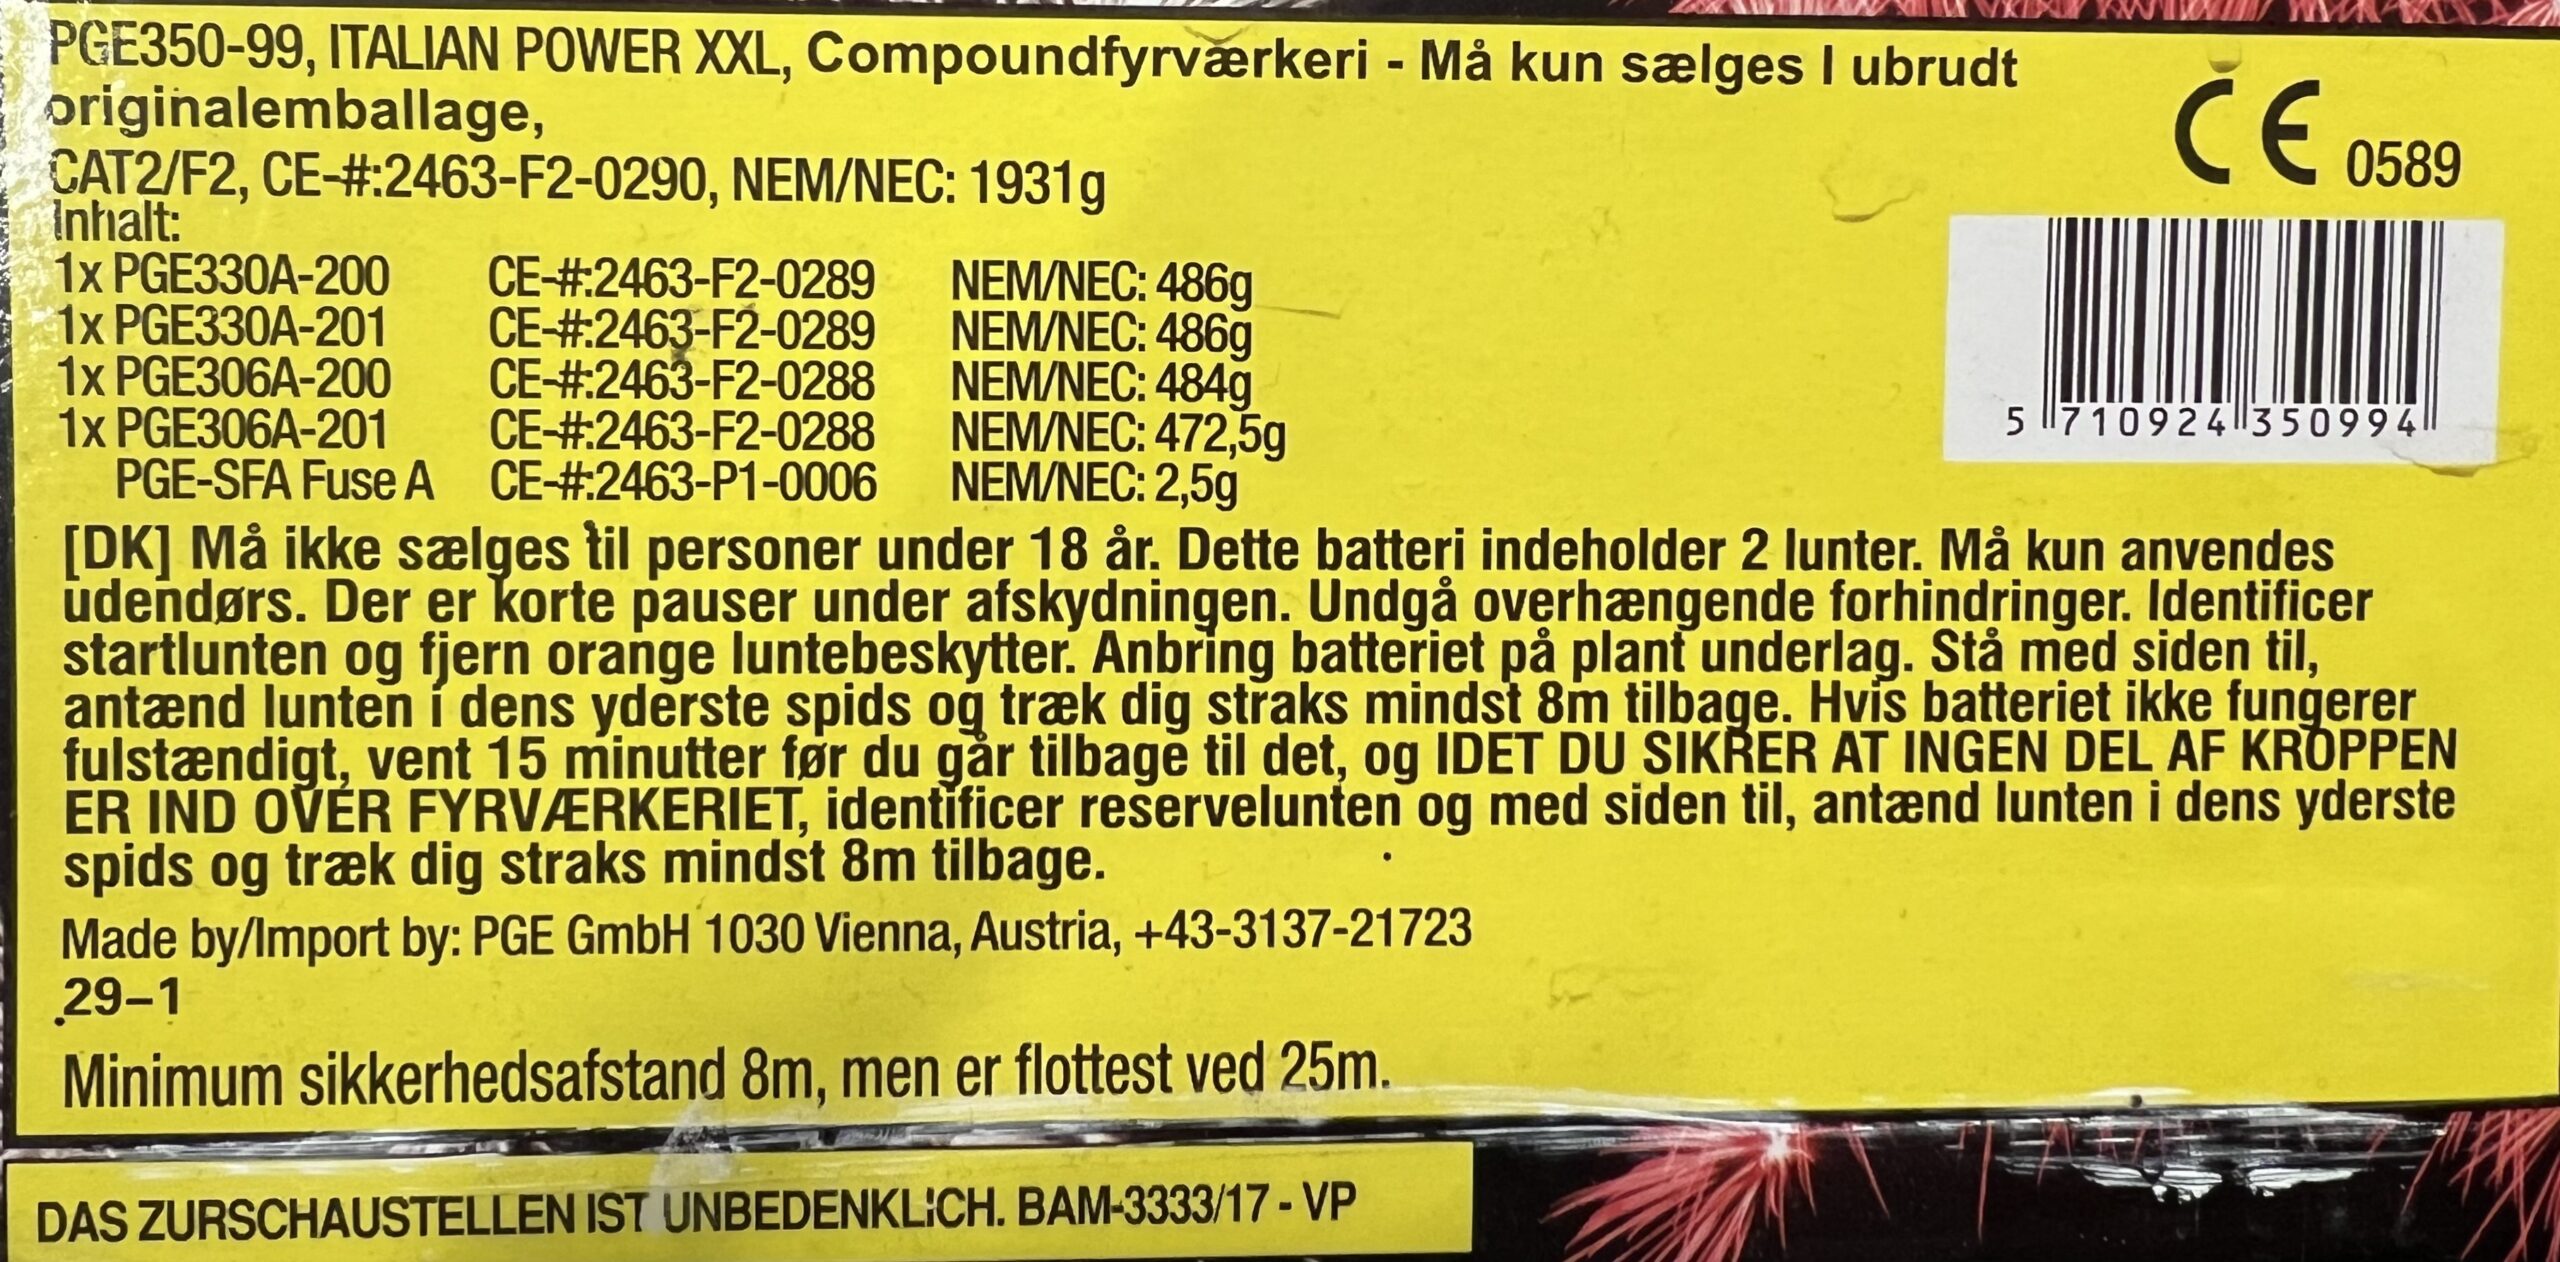 PGE350-99, ITALIAN POWER XXL, Compoundfyrværkeri - Må kun sælges I ubrudt
originalemballage,
CAT2/F2, CE-#:2463-F2-0290, NEM/NEC: 1931g
CE 0589
Inhalt:
1x PGE330A-200 CE-#:2463-F2-0289 NEM/NEC: 486g
1x PGE330A-201 CE-#:2463-F2-0289 NEM/NEC: 486g
1x PGE306A-200 CE-#:2463-F2-0288 NEM/NEC: 484g
1x PGE306A-201 CE-#:2463-F2-0288 NEM/NEC: 472,5g
PGE-SFA Fuse A CE-#:2463-P1-0006 NEM/NEC: 2,5g
5 710924 350994
[DK] Må ikke sælges til personer under 18 år. Dette batteri indeholder 2 lunter. Må kun anvendes
udendørs. Der er korte pauser under afskydningen. Undgå overhængende forhindringer. Identificer
startlunten og fjern orange luntebeskytter. Anbring batteriet på plant underlag. Stå med siden til,
antænd lunten i dens yderste spids og træk dig straks mindst 8m tilbage. Hvis batteriet ikke fungerer
fulstændigt, vent 15 minutter før du går tilbage til det, og IDET DU SIKRER AT INGEN DEL AF KROPPEN
ER IND OVER FYRVÆRKERIET, identificer reservelunten og med siden til, antænd lunten i dens yderste
spids og træk dig straks mindst 8m tilbage.
Made by/Import by: PGE GmbH 1030 Vienna, Austria, +43-3137-21723
29-1
Minimum sikkerhedsafstand 8m, men er flottest ved 25m.
DAS ZURSCHAUSTELLEN IST UNBEDENKLICH. BAM-3333/17 - VP